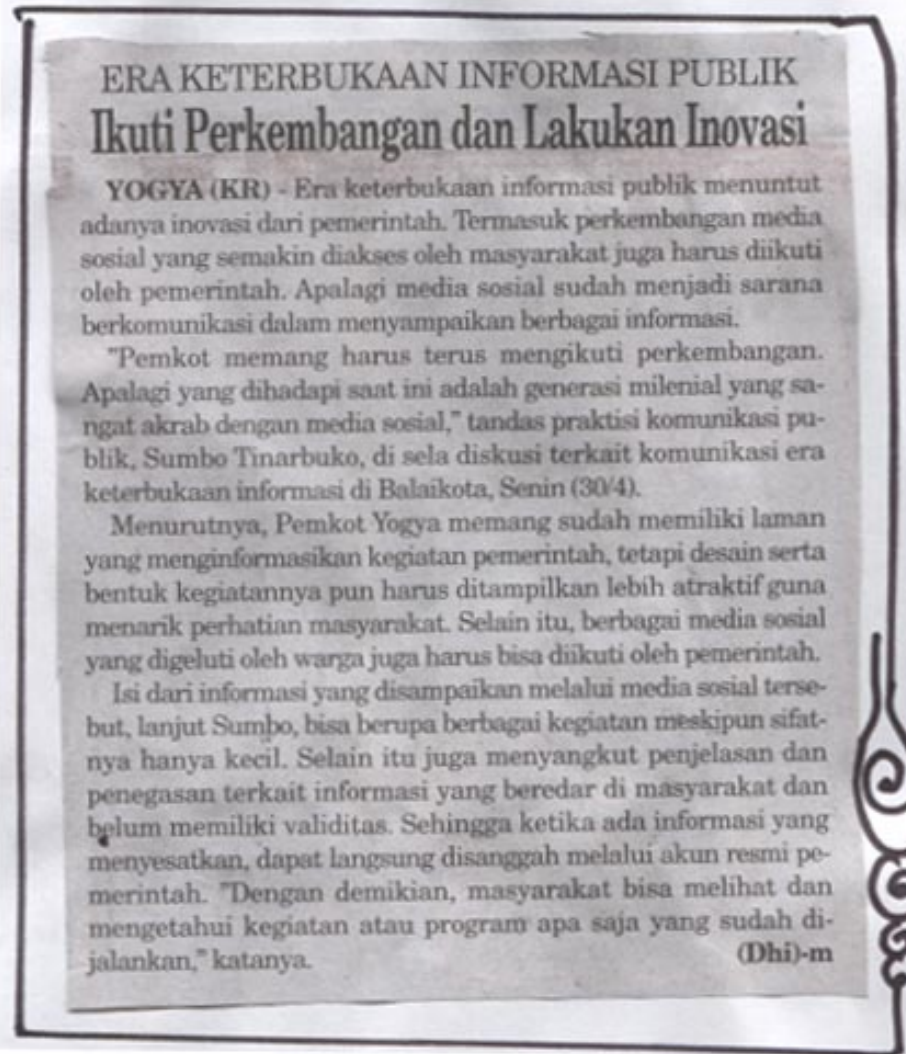 ERA KETERBUKAAN INFORMASI PUBLIK
Ikuti Perkembangan dan Lakukan Inovasi
YOGYA (KR) - Era keterbukaan informasi publik menuntut
adanya inovasi dari pemerintah. Termasuk perkembangan media
sosial yang semakin diakses oleh masyarakat juga harus diikuti
oleh pemerintah. Apalagi media sosial sudah menjadi sarana
berkomunikasi dalam menyampaikan berbagai informasi.
"Pemkot memang harus terus mengikuti perkembangan.
Apalagi yang dihadapi saat ini adalah generasi milenial yang sa-
ngat akrab dengan media sosial," tandas praktisi komunikasi pu-
blik, Sumbo Tinarbuko, di sela diskusi terkait komunikasi era
keterbukaan informasi di Balaikota, Senin (30/4).
Menurutnya, Pemkot Yogya memang sudah memiliki laman
yang menginformasikan kegiatan pemerintah, tetapi desain serta
bentuk kegiatannya pun harus ditampilkan lebih atraktif guna
menarik perhatian masyarakat. Selain itu, berbagai media sosial
yang digeluti oleh warga juga harus bisa diikuti oleh pemerintah.
Isi dari informasi yang disampaikan melalui media sosial terse-
but, lanjut Sumbo, bisa berupa berbagai kegiatan meskipun sifat-
nya hanya kecil. Selain itu juga menyangkut penjelasan dan
penegasan terkait informasi yang beredar di masyarakat dan
belum memiliki validitas. Sehingga ketika ada informasi yang
menyesatkan, dapat langsung disanggah melalui akun resmi pe-
merintah. "Dengan demikian, masyarakat bisa melihat dan
mengetahui kegiatan atau program apa saja yang sudah di-
jalankan," katanya. (Dhi)-m